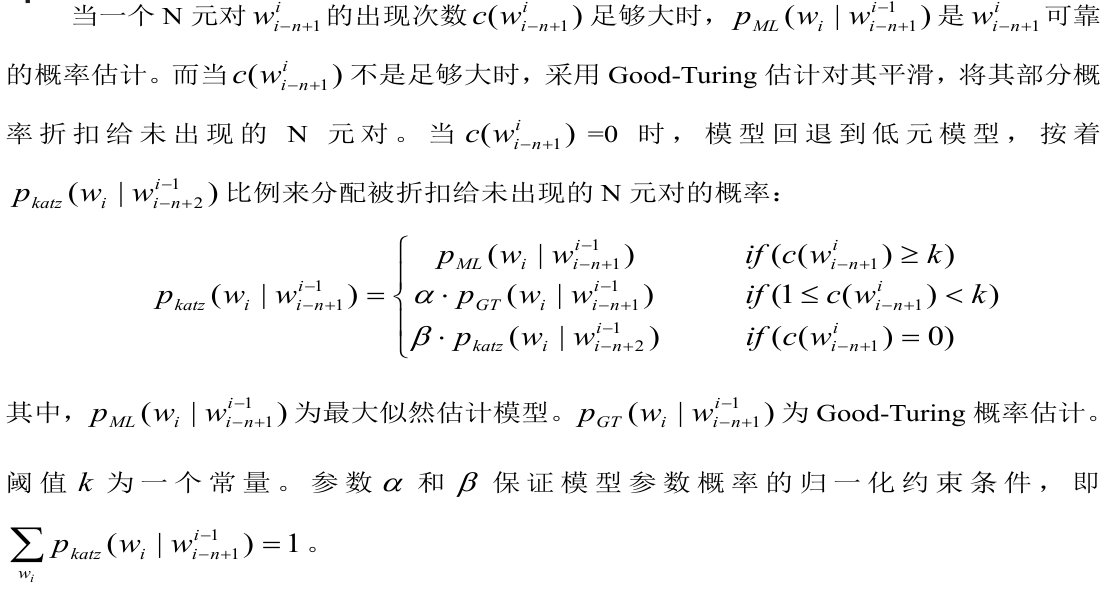 当一个 N 元对 $w_{i-n+1}^{i}$ 的出现次数 $c(w_{i-n+1}^{i})$ 足够大时，$p_{ML}(w_i \mid w_{i-n+1}^{i-1})$ 是 $w_{i-n+1}^{i}$ 可靠
的概率估计。而当 $c(w_{i-n+1}^{i})$ 不是足够大时，采用 Good-Turing 估计对其平滑，将其部分概
率折扣给未出现的 N 元对。当 $c(w_{i-n+1}^{i})$ =0 时，模型回退到低元模型，按着
$p_{katz}(w_i \mid w_{i-n+2}^{i-1})$ 比例来分配被折扣给未出现的 N 元对的概率：
$p_{katz}(w_i \mid w_{i-n+1}^{i-1}) = \begin{cases} p_{ML}(w_i \mid w_{i-n+1}^{i-1}) & if(c(w_{i-n+1}^{i}) \geq k) \\ \alpha \cdot p_{GT}(w_i \mid w_{i-n+1}^{i-1}) & if(1 \leq c(w_{i-n+1}^{i}) < k) \\ \beta \cdot p_{katz}(w_i \mid w_{i-n+2}^{i-1}) & if(c(w_{i-n+1}^{i}) = 0) \end{cases}$
其中，$p_{ML}(w_i \mid w_{i-n+1}^{i-1})$ 为最大似然估计模型。$p_{GT}(w_i \mid w_{i-n+1}^{i-1})$ 为 Good-Turing 概率估计。
阈值 $k$ 为一个常量。参数 $\alpha$ 和 $\beta$ 保证模型参数概率的归一化约束条件，即
$\sum_{w_i} p_{katz}(w_i \mid w_{i-n+1}^{i-1}) = 1$ 。